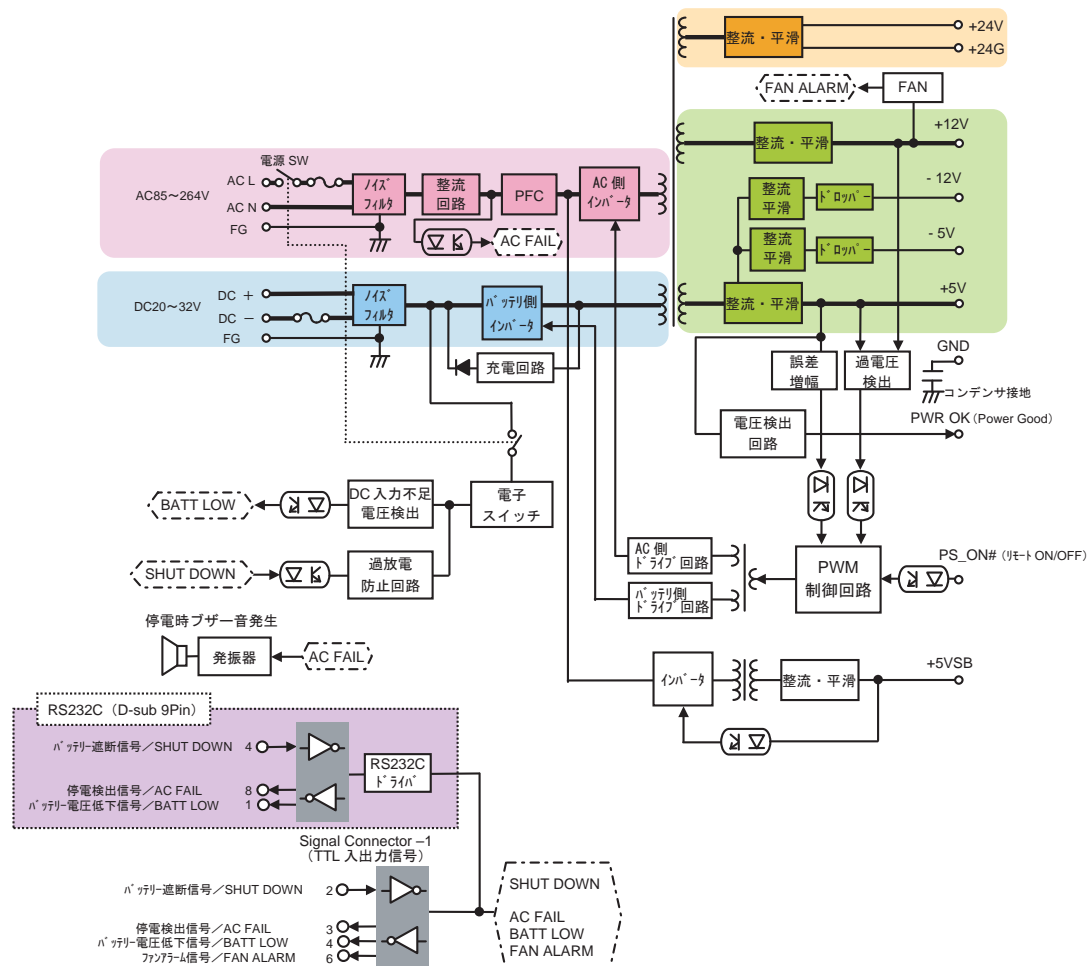 整流・平滑
+24V
+24G
FAN ALARM
FAN
+12V
整流・平滑
電源 SW
AC85～264V
AC L
AC N
FG
ノイズ
フィルタ
整流
回路
PFC
AC 側
インバータ
AC FAIL
整流
平滑
ドロッパー
- 12V
整流
平滑
ドロッパー
- 5V
整流・平滑
+5V
DC20～32V
DC +
DC －
FG
ノイズ
フィルタ
バッテリ側
インバータ
充電回路
誤差
増幅
過電圧
検出
GND
コンデンサ接地
電圧検出
回路
PWR OK (Power Good)
BATT LOW
DC 入力不足
電圧検出
電子
スイッチ
SHUT DOWN
過放電
防止回路
AC 側
ドライブ回路
バッテリ側
ドライブ回路
PWM
制御回路
PS_ON# (リモート ON/OFF)
停電時ブザー音発生
発振器
AC FAIL
インバータ
整流・平滑
+5VSB
RS232C（D-sub 9Pin）
バッテリー遮断信号／SHUT DOWN 4
停電検出信号／AC FAIL 8
バッテリー電圧低下信号／BATT LOW 1
RS232C
ドライバ
Signal Connector –1
（TTL 入出力信号）
バッテリー遮断信号／SHUT DOWN 2
停電検出信号／AC FAIL 3
バッテリー電圧低下信号／BATT LOW 4
ファンアラーム信号／FAN ALARM 6
SHUT DOWN
AC FAIL
BATT LOW
FAN ALARM